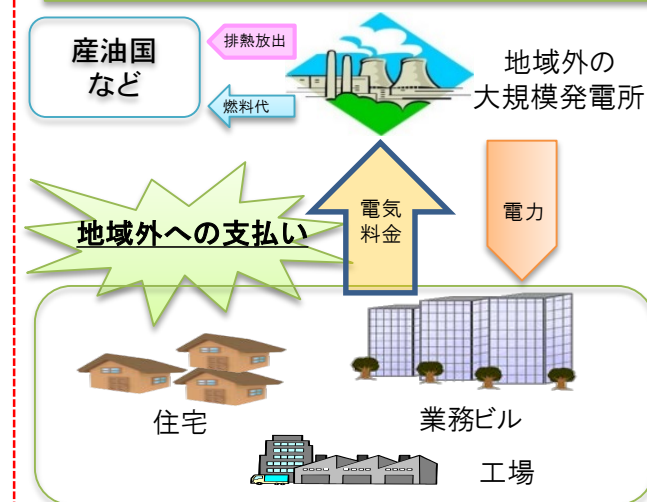 産油国
など
排熱放出
燃料代
地域外の
大規模発電所
地域外への支払い
電気
料金
電力
住宅
業務ビル
工場